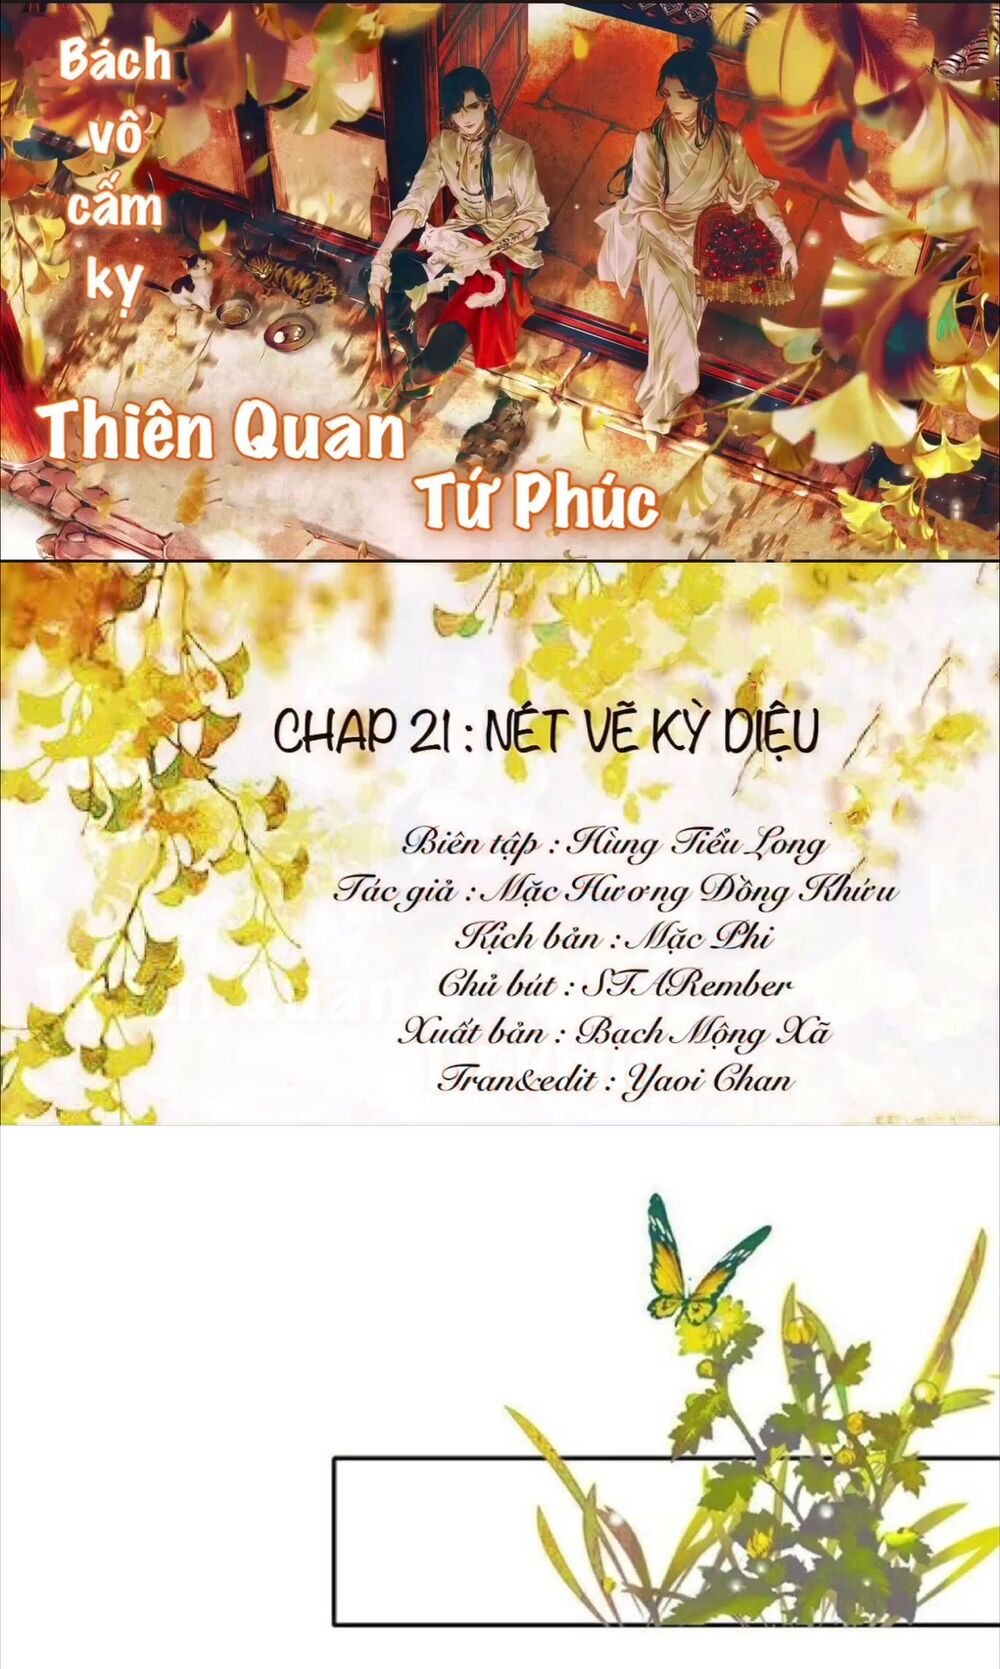 Bách
vô
cấm
kỵ
Thiên Quan
Tứ Phúc
CHAP 21 : NÉT VẼ KỲ DIỆU
Biên tập : Hùng Tiểu Long
Tác giả : Mặc Hương Đồng Khứu
Kịch bản : Mặc Phi
Chủ bút : STARember
Xuất bản : Bạch Mộng Xã
Tran&edit : Yaoi Chan